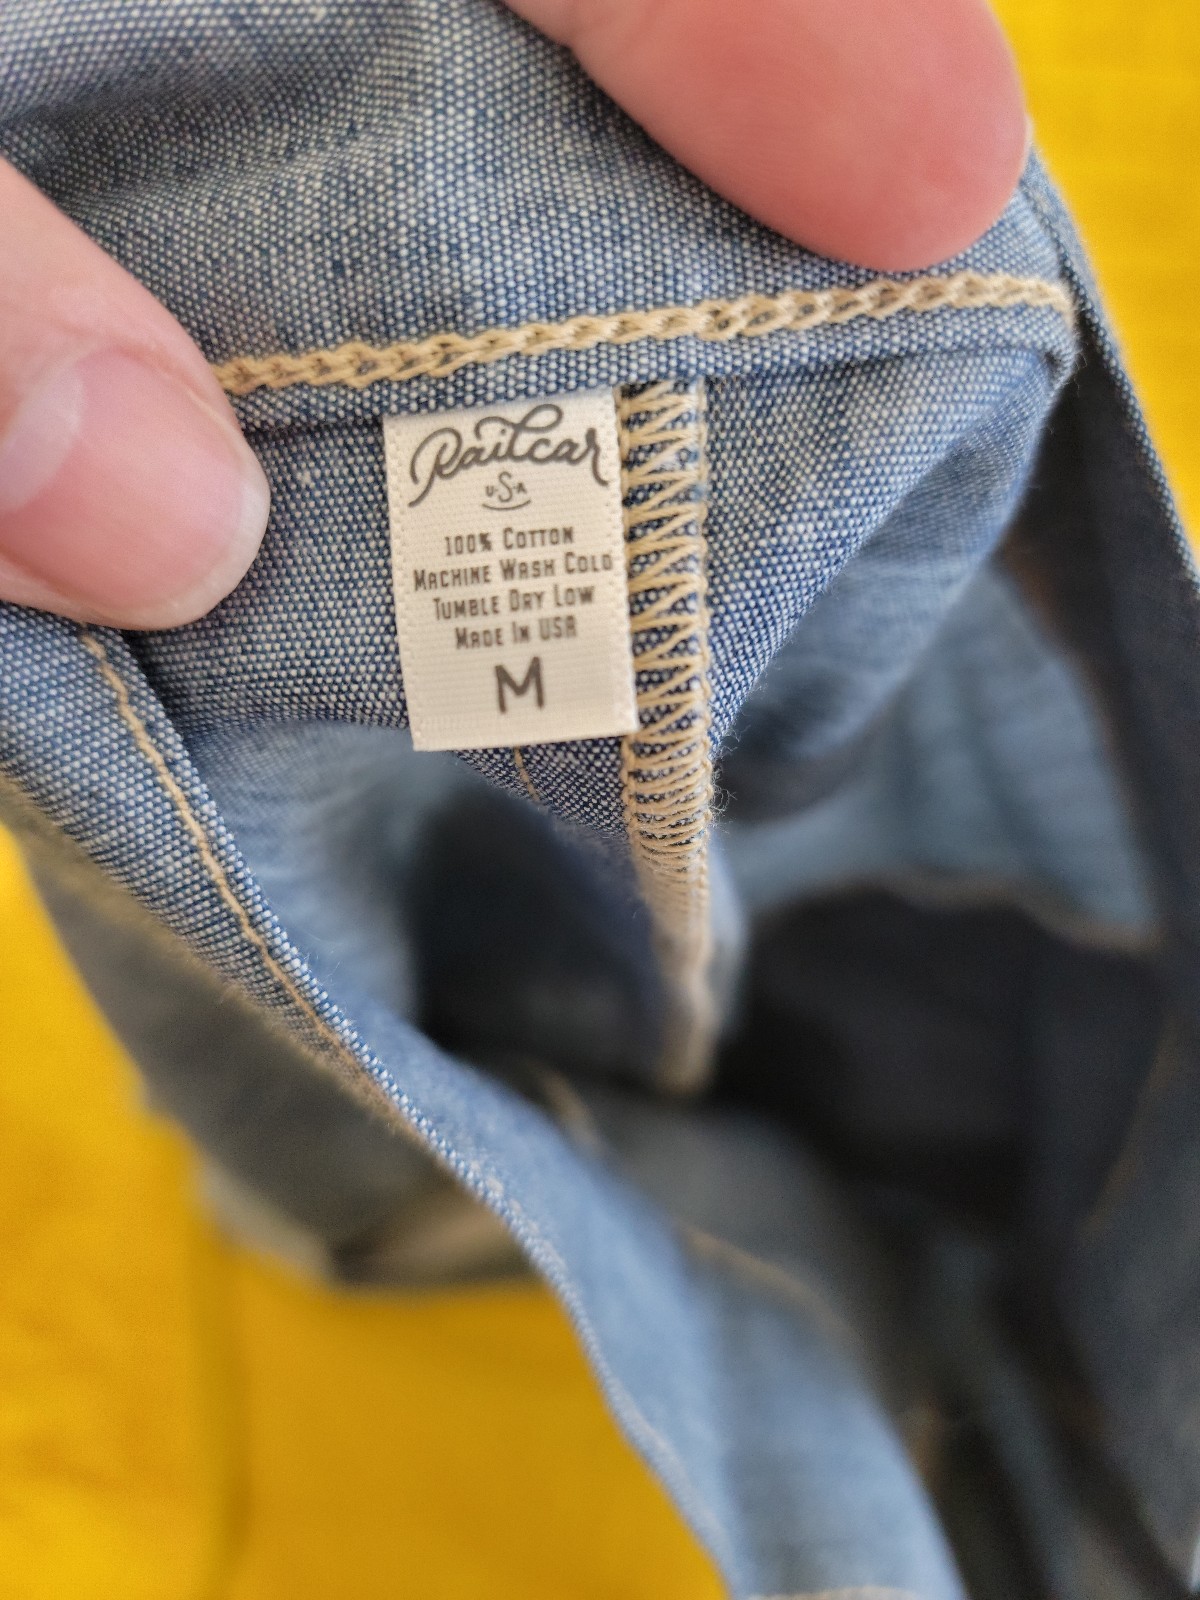 Railcar
USA
100% Cotton
Machine Wash Cold
Tumble Dry Low
Made In USA
M